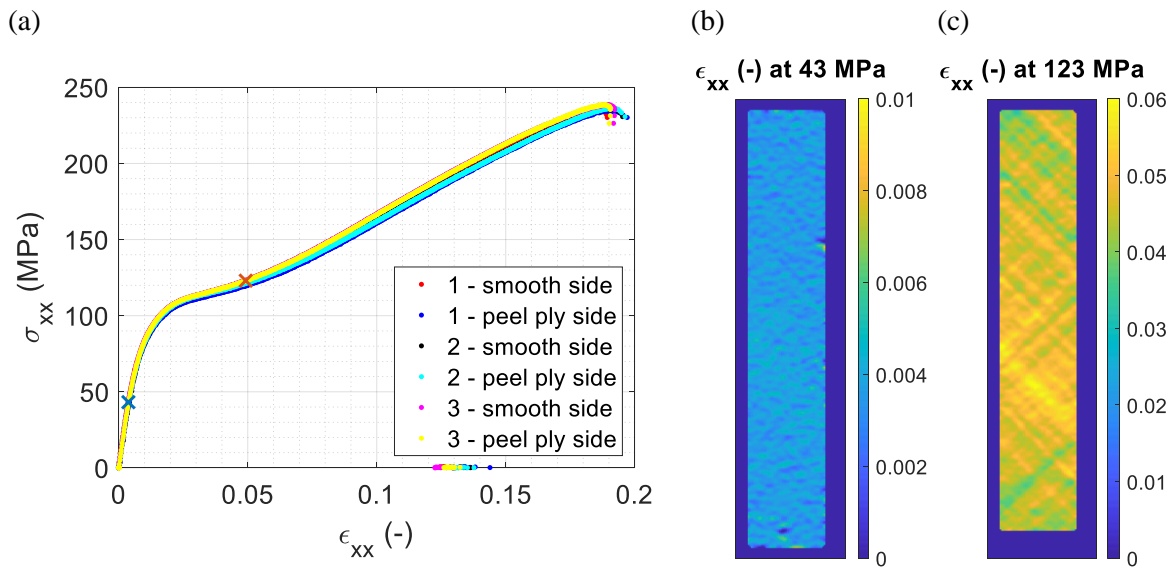 (a)
250
200
150
100
50
0
σxx (MPa)
0 0.05 0.1 0.15 0.2
ϵxx (-)
1 - smooth side
1 - peel ply side
2 - smooth side
2 - peel ply side
3 - smooth side
3 - peel ply side
(b)
ϵxx (-) at 43 MPa
0.01
0.008
0.006
0.004
0.002
0
(c)
ϵxx (-) at 123 MPa
0.06
0.05
0.04
0.03
0.02
0.01
0